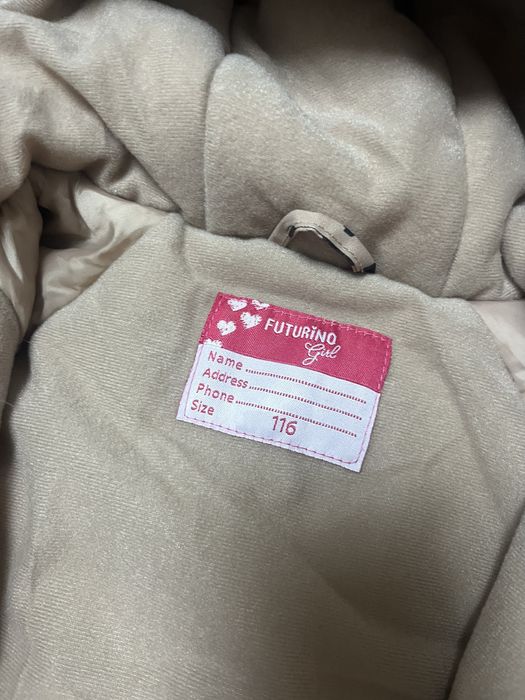 FUTURiNO
Girl
Name ........................................
Address ........................................
Phone ........................................
Size 116